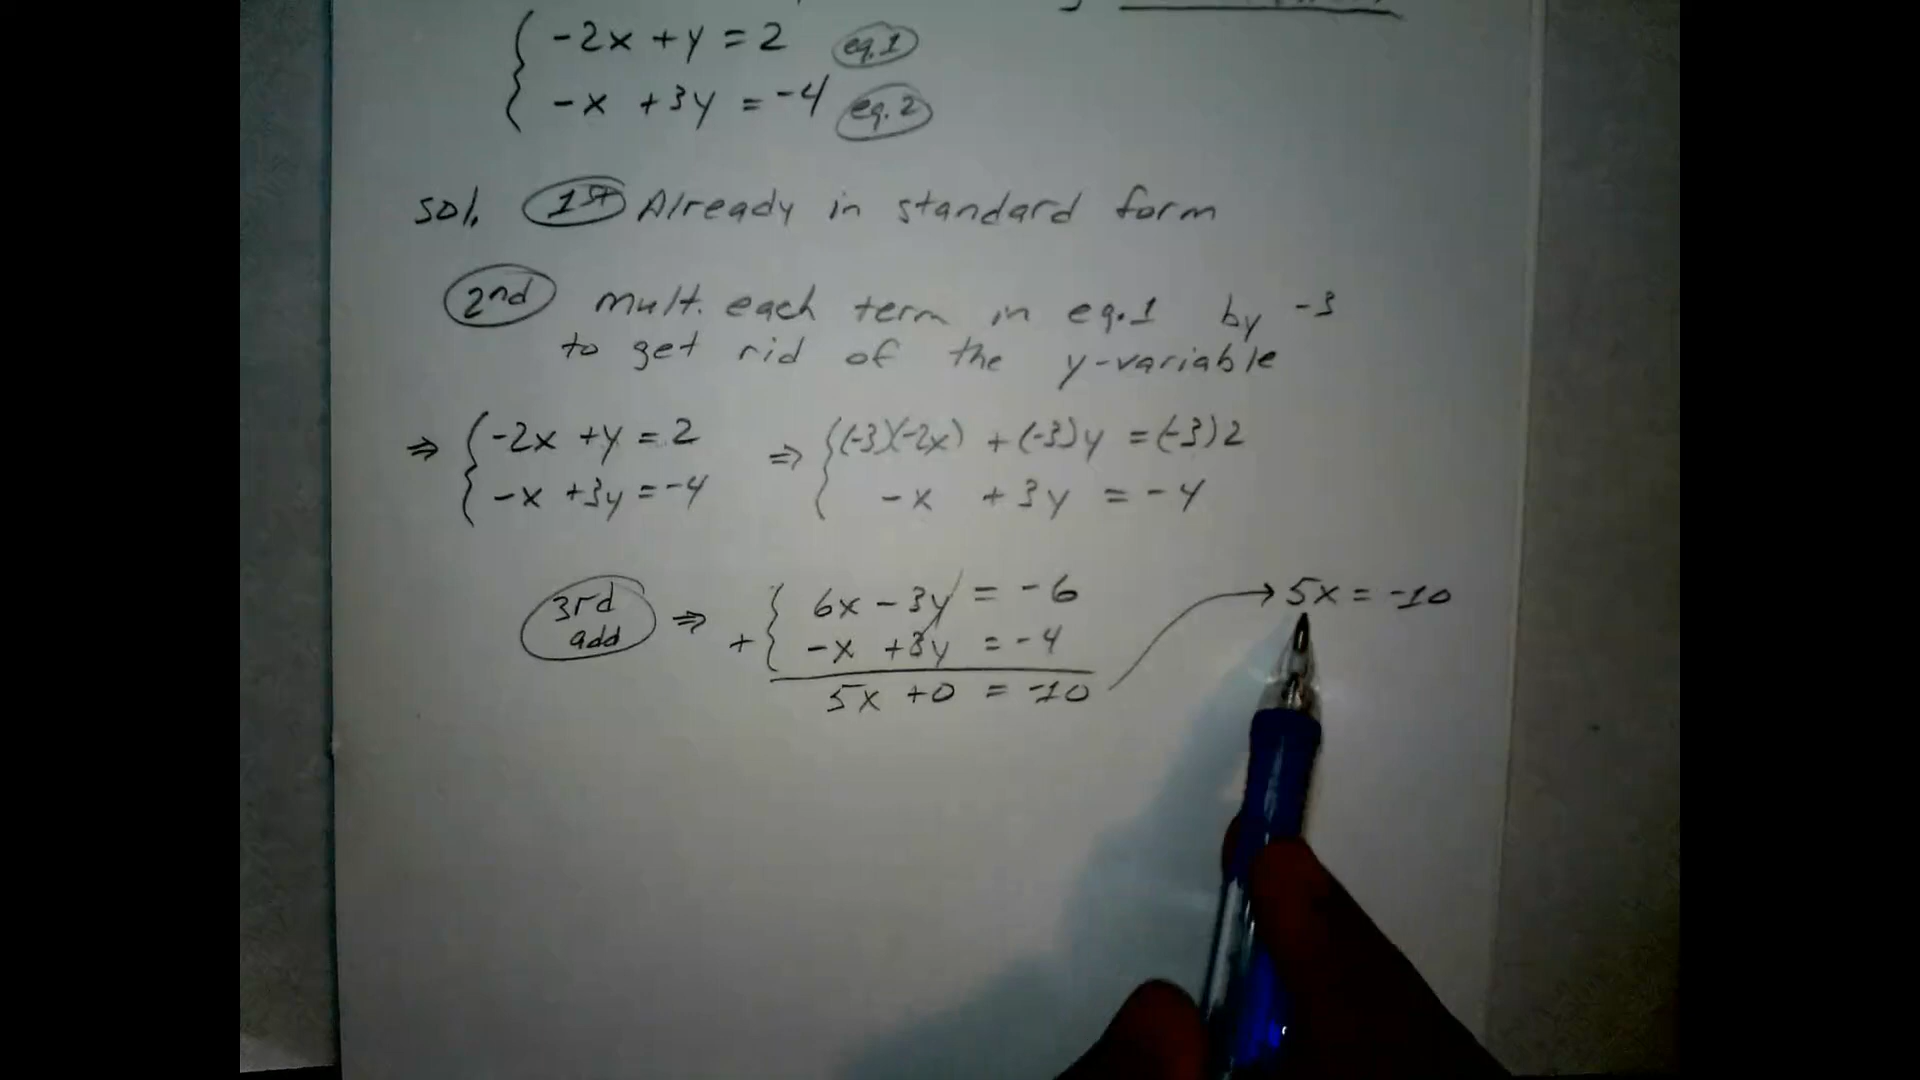 -2x + y = 2 eq.1
-x + 3y = -4 eq.2
sol. 1st Already in standard form
2nd mult. each term in eq.1 by -3
to get rid of the y-variable
⇒ { -2x + y = 2 ⇒ { (-3)(-2x) + (-3)y = (-3)2
-x + 3y = -4 -x + 3y = -4
3rd add ⇒ + { 6x - 3y = -6 → 5x = -10
-x + 3y = -4
5x + 0 = -10